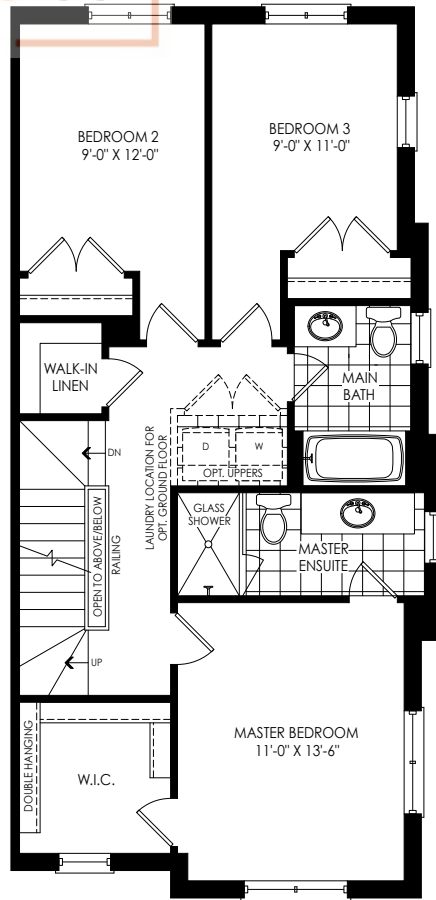 BEDROOM 2
9'-0" X 12'-0"
BEDROOM 3
9'-0" X 11'-0"
WALK-IN
LINEN
MAIN
BATH
DN
LAUNDRY LOCATION FOR
OPT. GROUND FLOOR
D
W
OPT. UPPERS
OPEN TO ABOVE/BELOW
RAILING
GLASS
SHOWER
MASTER
ENSUITE
UP
MASTER BEDROOM
11'-0" X 13'-6"
DOUBLE HANGING
W.I.C.